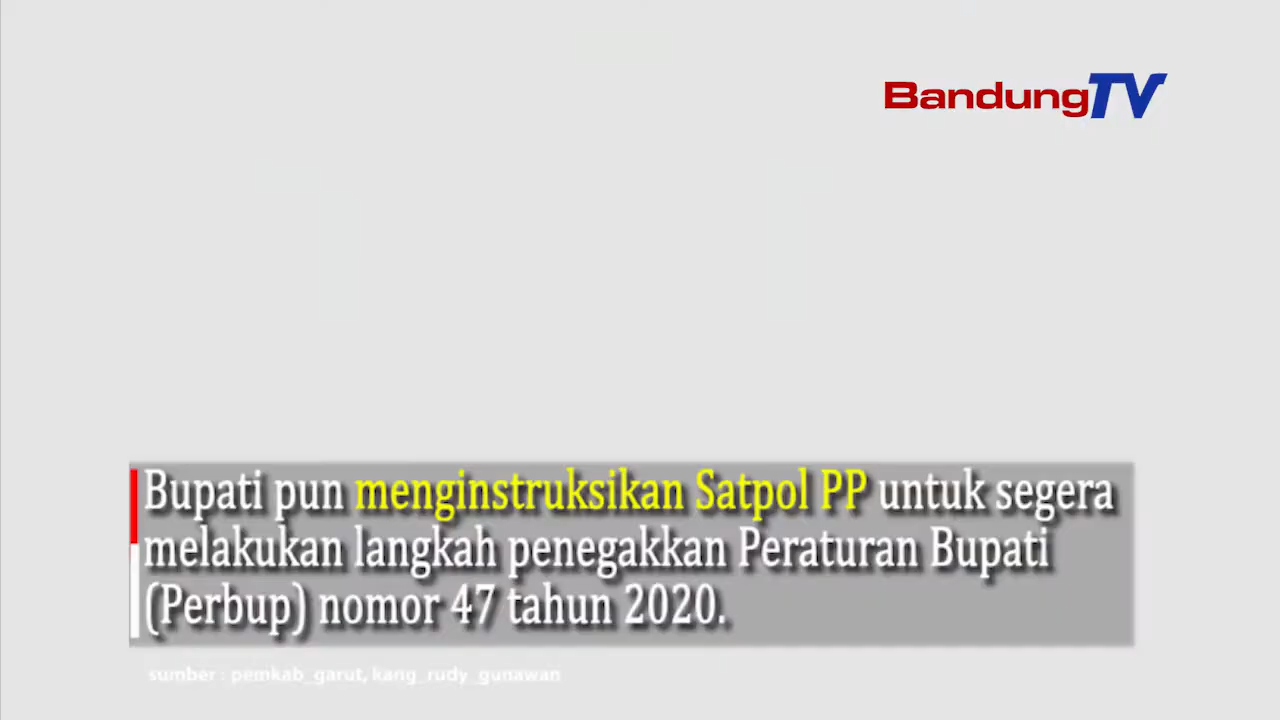 BandungTV
Bupati pun menginstruksikan Satpol PP untuk segera
melakukan langkah penegakkan Peraturan Bupati
(Perbup) nomor 47 tahun 2020.
sumber : pemkab_garut, kang_rudy_gunawan